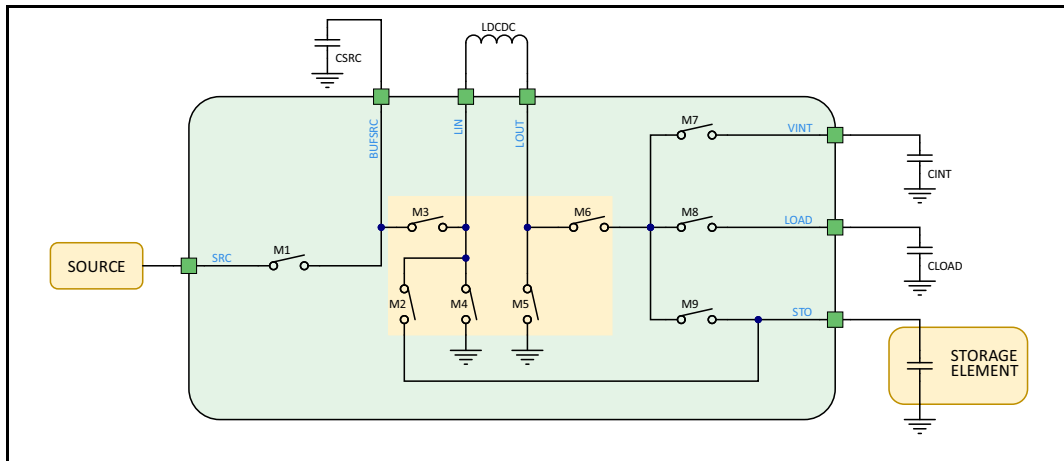 LDCDC
CSRC
BUFSRC
LIN
LOUT
M7
VINT
CINT
M3
M6
M8
LOAD
SOURCE
SRC
M1
CLOAD
M2
M4
M5
M9
STO
STORAGE
ELEMENT